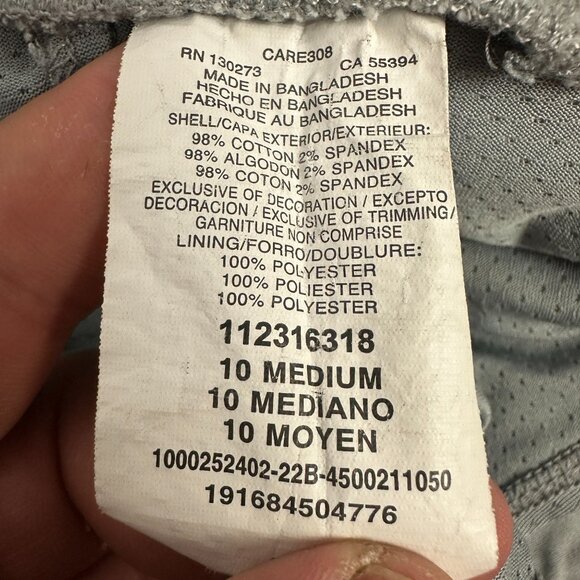 CARE308
RN 130273 CA 55394
MADE IN BANGLADESH
HECHO EN BANGLADESH
FABRIQUE AU BANGLADESH
SHELL/CAPA EXTERIOR/EXTERIEUR:
98% COTTON 2% SPANDEX
98% ALGODON 2% SPANDEX
98% COTON 2% SPANDEX
EXCLUSIVE OF DECORATION / EXCEPTO
DECORACION / EXCLUSIVE OF TRIMMING/
GARNITURE NON COMPRISE
LINING/FORRO/DOUBLURE:
100% POLYESTER
100% POLIESTER
100% POLYESTER
112316318
10 MEDIUM
10 MEDIANO
10 MOYEN
1000252402-22B-4500211050
191684504776